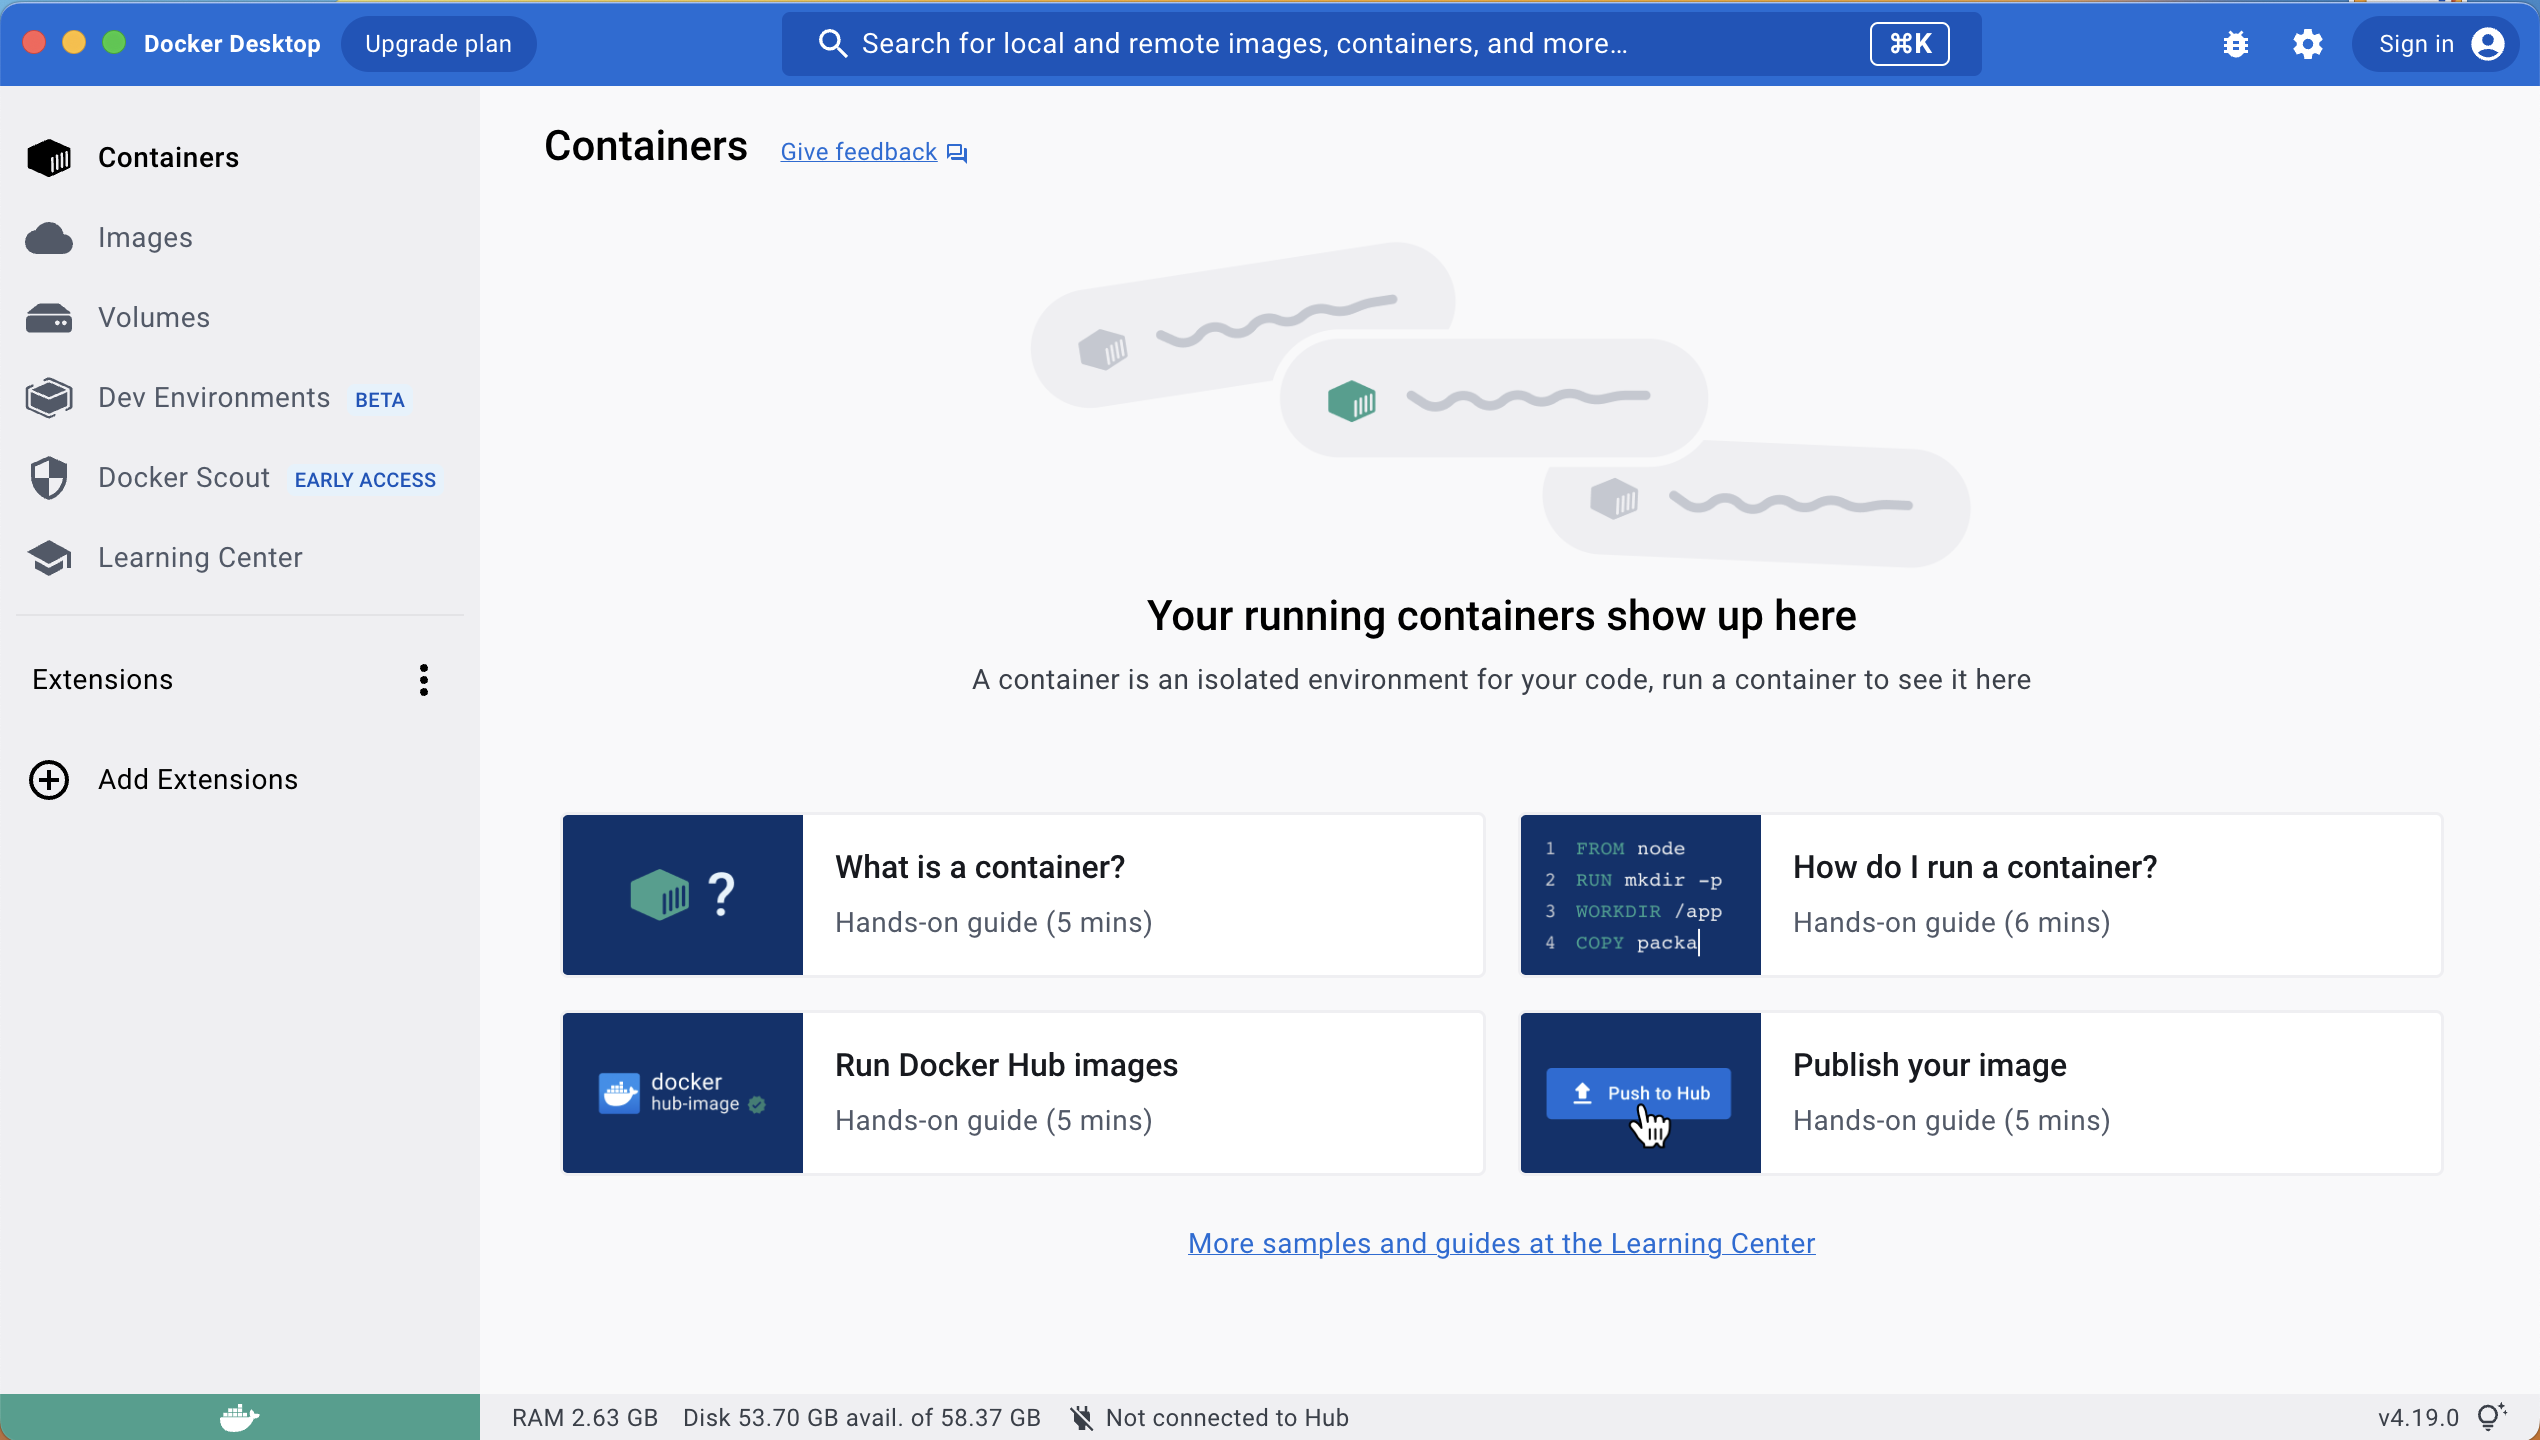 Docker Desktop
Upgrade plan
Search for local and remote images, containers, and more...
⌘K
Sign in
Containers
Images
Volumes
Dev Environments BETA
Docker Scout EARLY ACCESS
Learning Center
Extensions
Add Extensions
Containers
Give feedback
Your running containers show up here
A container is an isolated environment for your code, run a container to see it here
?
What is a container?
Hands-on guide (5 mins)
1 FROM node
2 RUN mkdir -p
3 WORKDIR /app
4 COPY packa
How do I run a container?
Hands-on guide (6 mins)
docker
hub-image
Run Docker Hub images
Hands-on guide (5 mins)
Push to Hub
Publish your image
Hands-on guide (5 mins)
More samples and guides at the Learning Center
RAM 2.63 GB Disk 53.70 GB avail. of 58.37 GB Not connected to Hub
v4.19.0